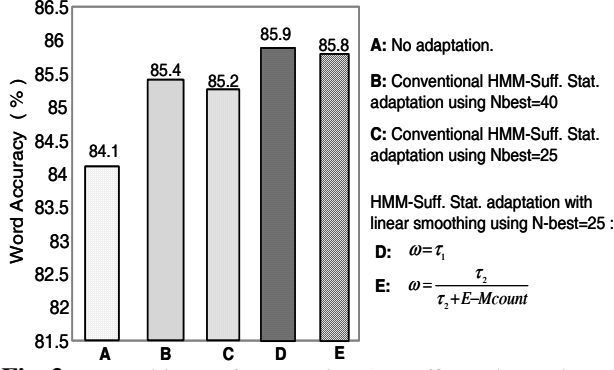 86.5
86
85.5
85
84.5
84
83.5
83
82.5
82
81.5
Word Accuracy ( % )
84.1
85.4
85.2
85.9
85.8
A B C D E
A: No adaptation.
B: Conventional HMM-Suff. Stat.
adaptation using Nbest=40
C: Conventional HMM-Suff. Stat.
adaptation using Nbest=25
HMM-Suff. Stat. adaptation with
linear smoothing using N-best=25 :
D: ω=τ₁
E: ω= τ₂
τ₂+E–Mcount